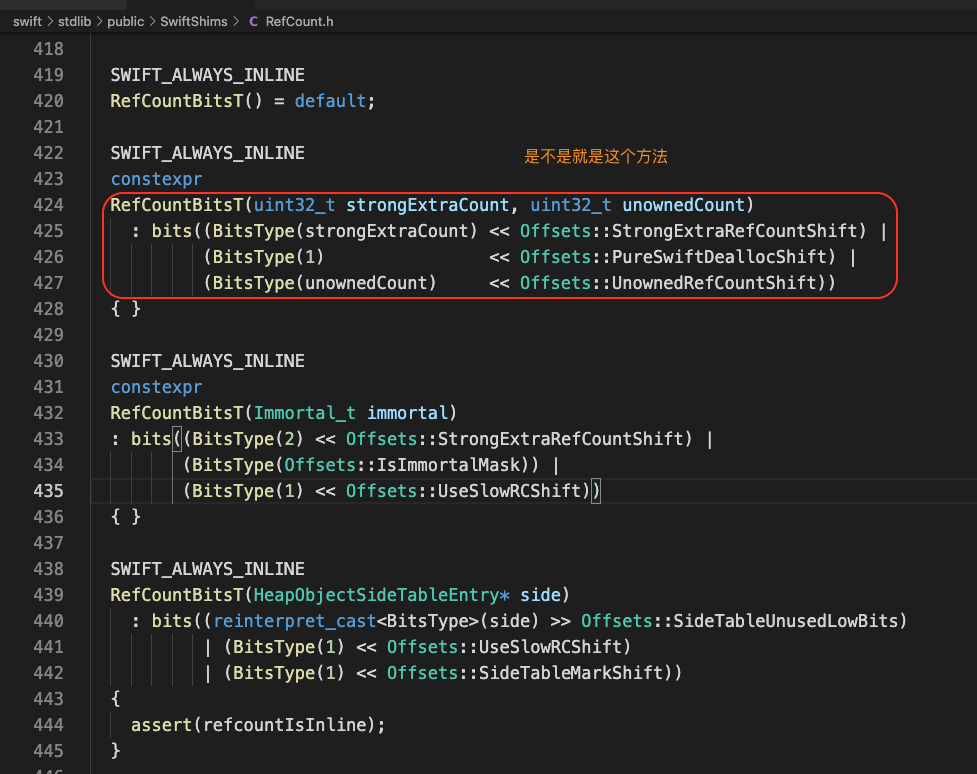 swift > stdlib > public > SwiftShims > C RefCount.h
418
419 SWIFT_ALWAYS_INLINE
420 RefCountBitsT() = default;
421
422 SWIFT_ALWAYS_INLINE 是不是就是这个方法
423 constexpr
424 RefCountBitsT(uint32_t strongExtraCount, uint32_t unownedCount)
425 : bits((BitsType(strongExtraCount) << Offsets::StrongExtraRefCountShift) |
426 (BitsType(1) << Offsets::PureSwiftDeallocShift) |
427 (BitsType(unownedCount) << Offsets::UnownedRefCountShift))
428 { }
429
430 SWIFT_ALWAYS_INLINE
431 constexpr
432 RefCountBitsT(Immortal_t immortal)
433 : bits((BitsType(2) << Offsets::StrongExtraRefCountShift) |
434 (BitsType(Offsets::IsImmortalMask)) |
435 (BitsType(1) << Offsets::UseSlowRCShift))
436 { }
437
438 SWIFT_ALWAYS_INLINE
439 RefCountBitsT(HeapObjectSideTableEntry* side)
440 : bits((reinterpret_cast<BitsType>(side) >> Offsets::SideTableUnusedLowBits)
441 | (BitsType(1) << Offsets::UseSlowRCShift)
442 | (BitsType(1) << Offsets::SideTableMarkShift))
443 {
444 assert(refcountIsInline);
445 }